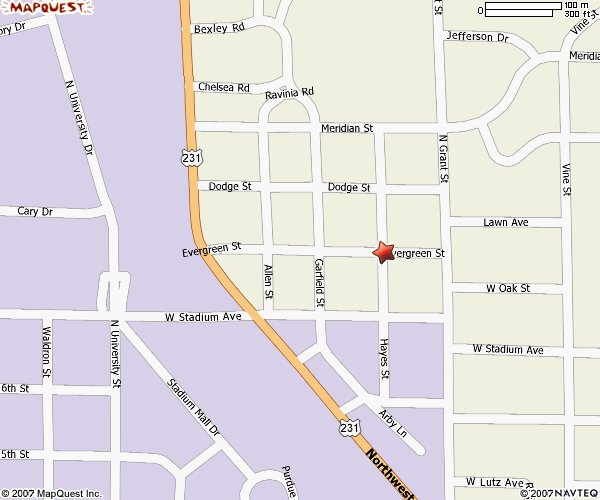 MAPQUEST
100 m
0
300 ft
ory Dr
Bexley Rd
St
Jefferson Dr
Vine St
Meridian
N University Dr
Chelsea Rd
Ravinia Rd
Meridian St
N Grant St
231
Dodge St
Dodge St
Vine St
Cary Dr
Lawn Ave
Evergreen St
vergreen St
Allen St
Garfield St
W Oak St
W Stadium Ave
Waldron St
N University St
Hayes St
W Stadium Ave
6th St
Stadium Mall Dr
Arby Ln
231
5th St
Northwest
Purdue
W Lutz Ave
© 2007 MapQuest Inc.
©2007 NAVTEQ